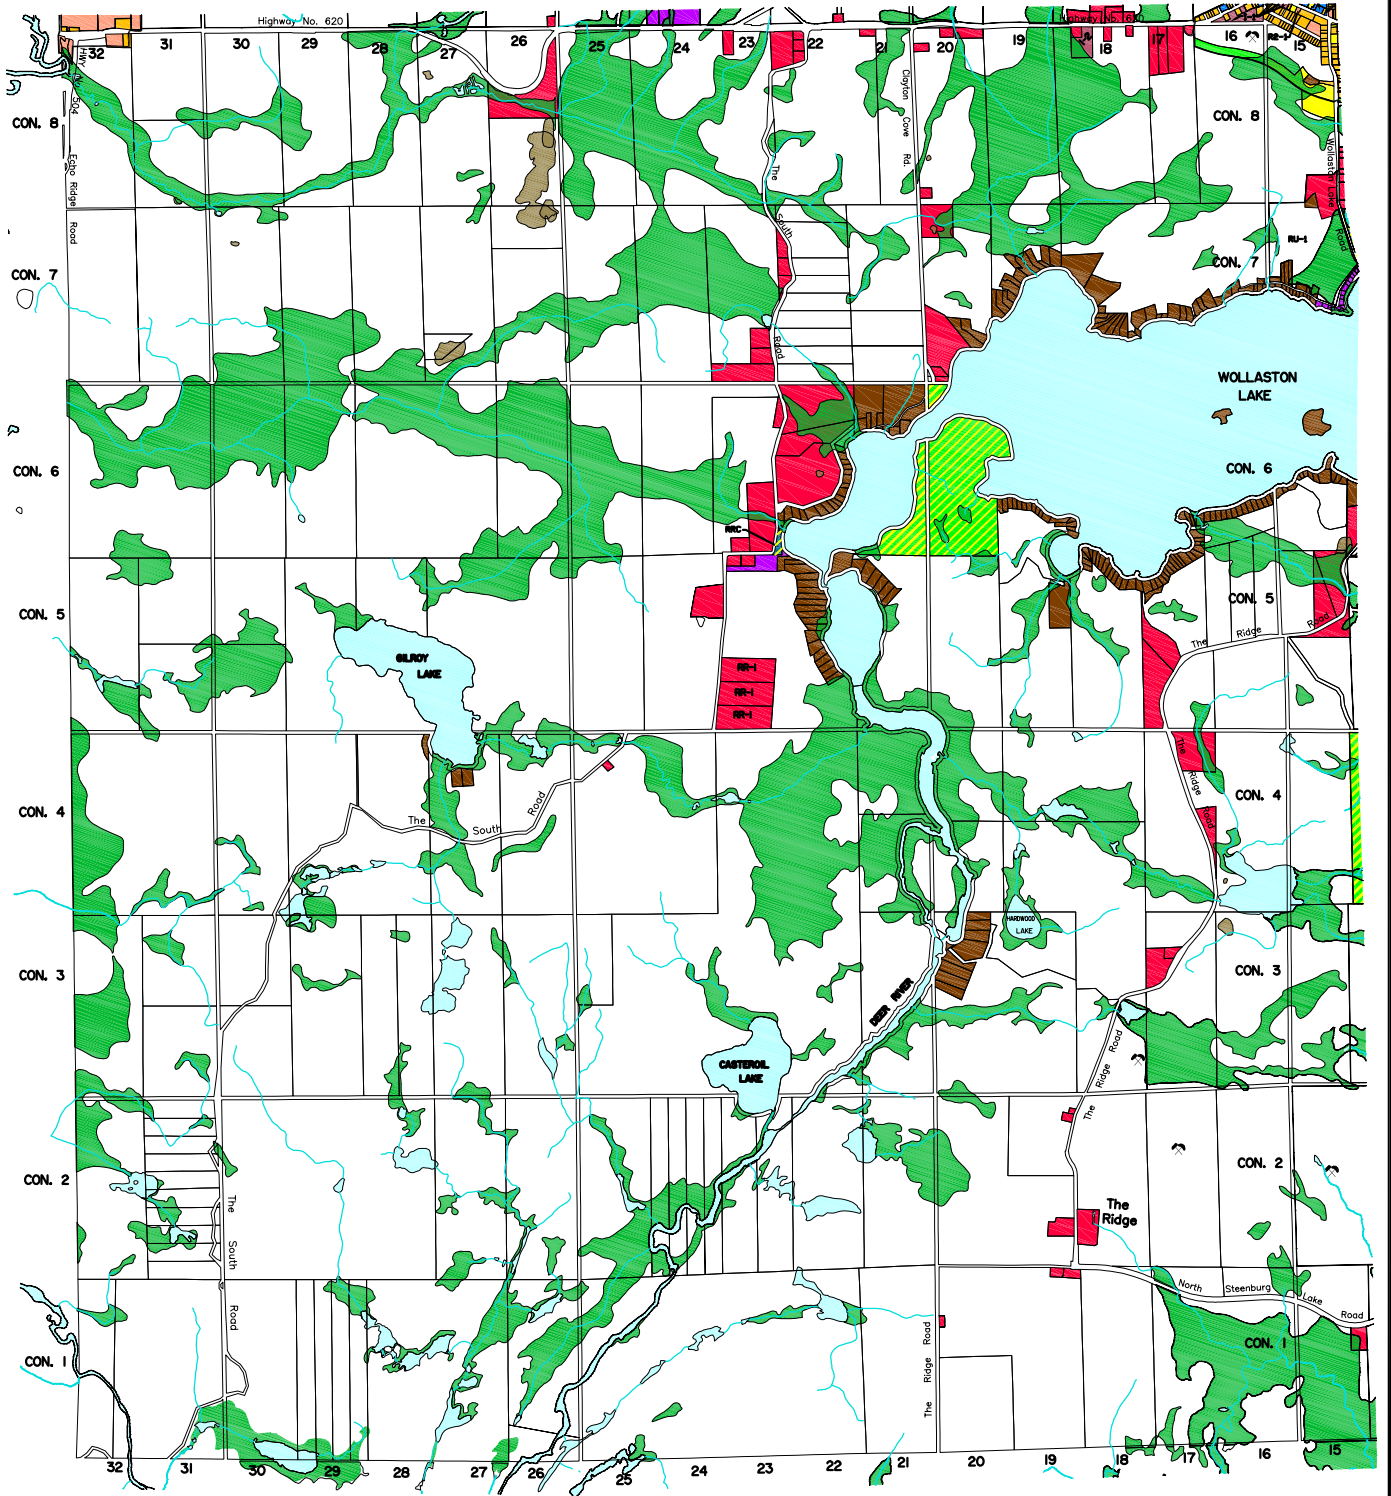 Highway No. 620
Highway No. 6
32
31
30
29
28
27
26
25
24
23
22
21
20
19
18
17
16
15
R2-1
HWY No. 504
Clayton Cove Rd.
CON. 8
CON. 8
Echo Ridge Road
The South Road
Wollaston Lake Road
RU-1
CON. 7
CON. 7
WOLLASTON
LAKE
CON. 6
CON. 6
RRC
CON. 5
CON. 5
The Ridge Road
GILROY
LAKE
RR-1
RR-1
RR-1
The Ridge Road
CON. 4
CON. 4
The South Road
HARDWOOD
LAKE
CON. 3
CON. 3
DEER RIVER
The Ridge Road
CASTEROIL
LAKE
CON. 2
CON. 2
The South Road
The
Ridge
North Steenburg Lake Road
The Ridge Road
CON. 1
CON. 1
32
31
30
29
28
27
26
25
24
23
22
21
20
19
18
17
16
15